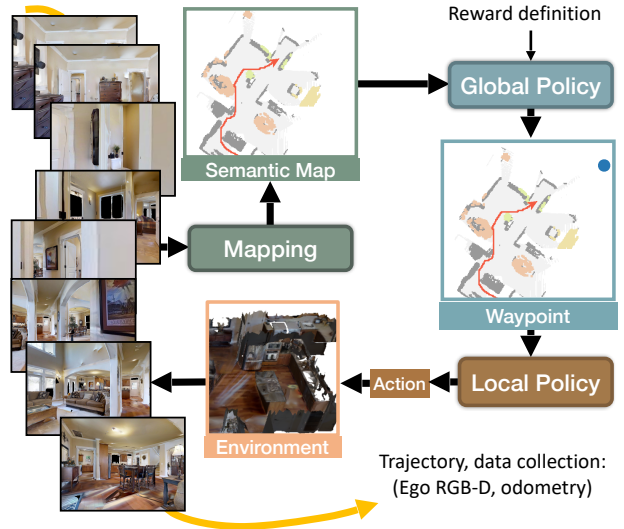 Reward definition
Global Policy
Semantic Map
Mapping
Waypoint
Local Policy
Action
Environment
Trajectory, data collection:
(Ego RGB-D, odometry)